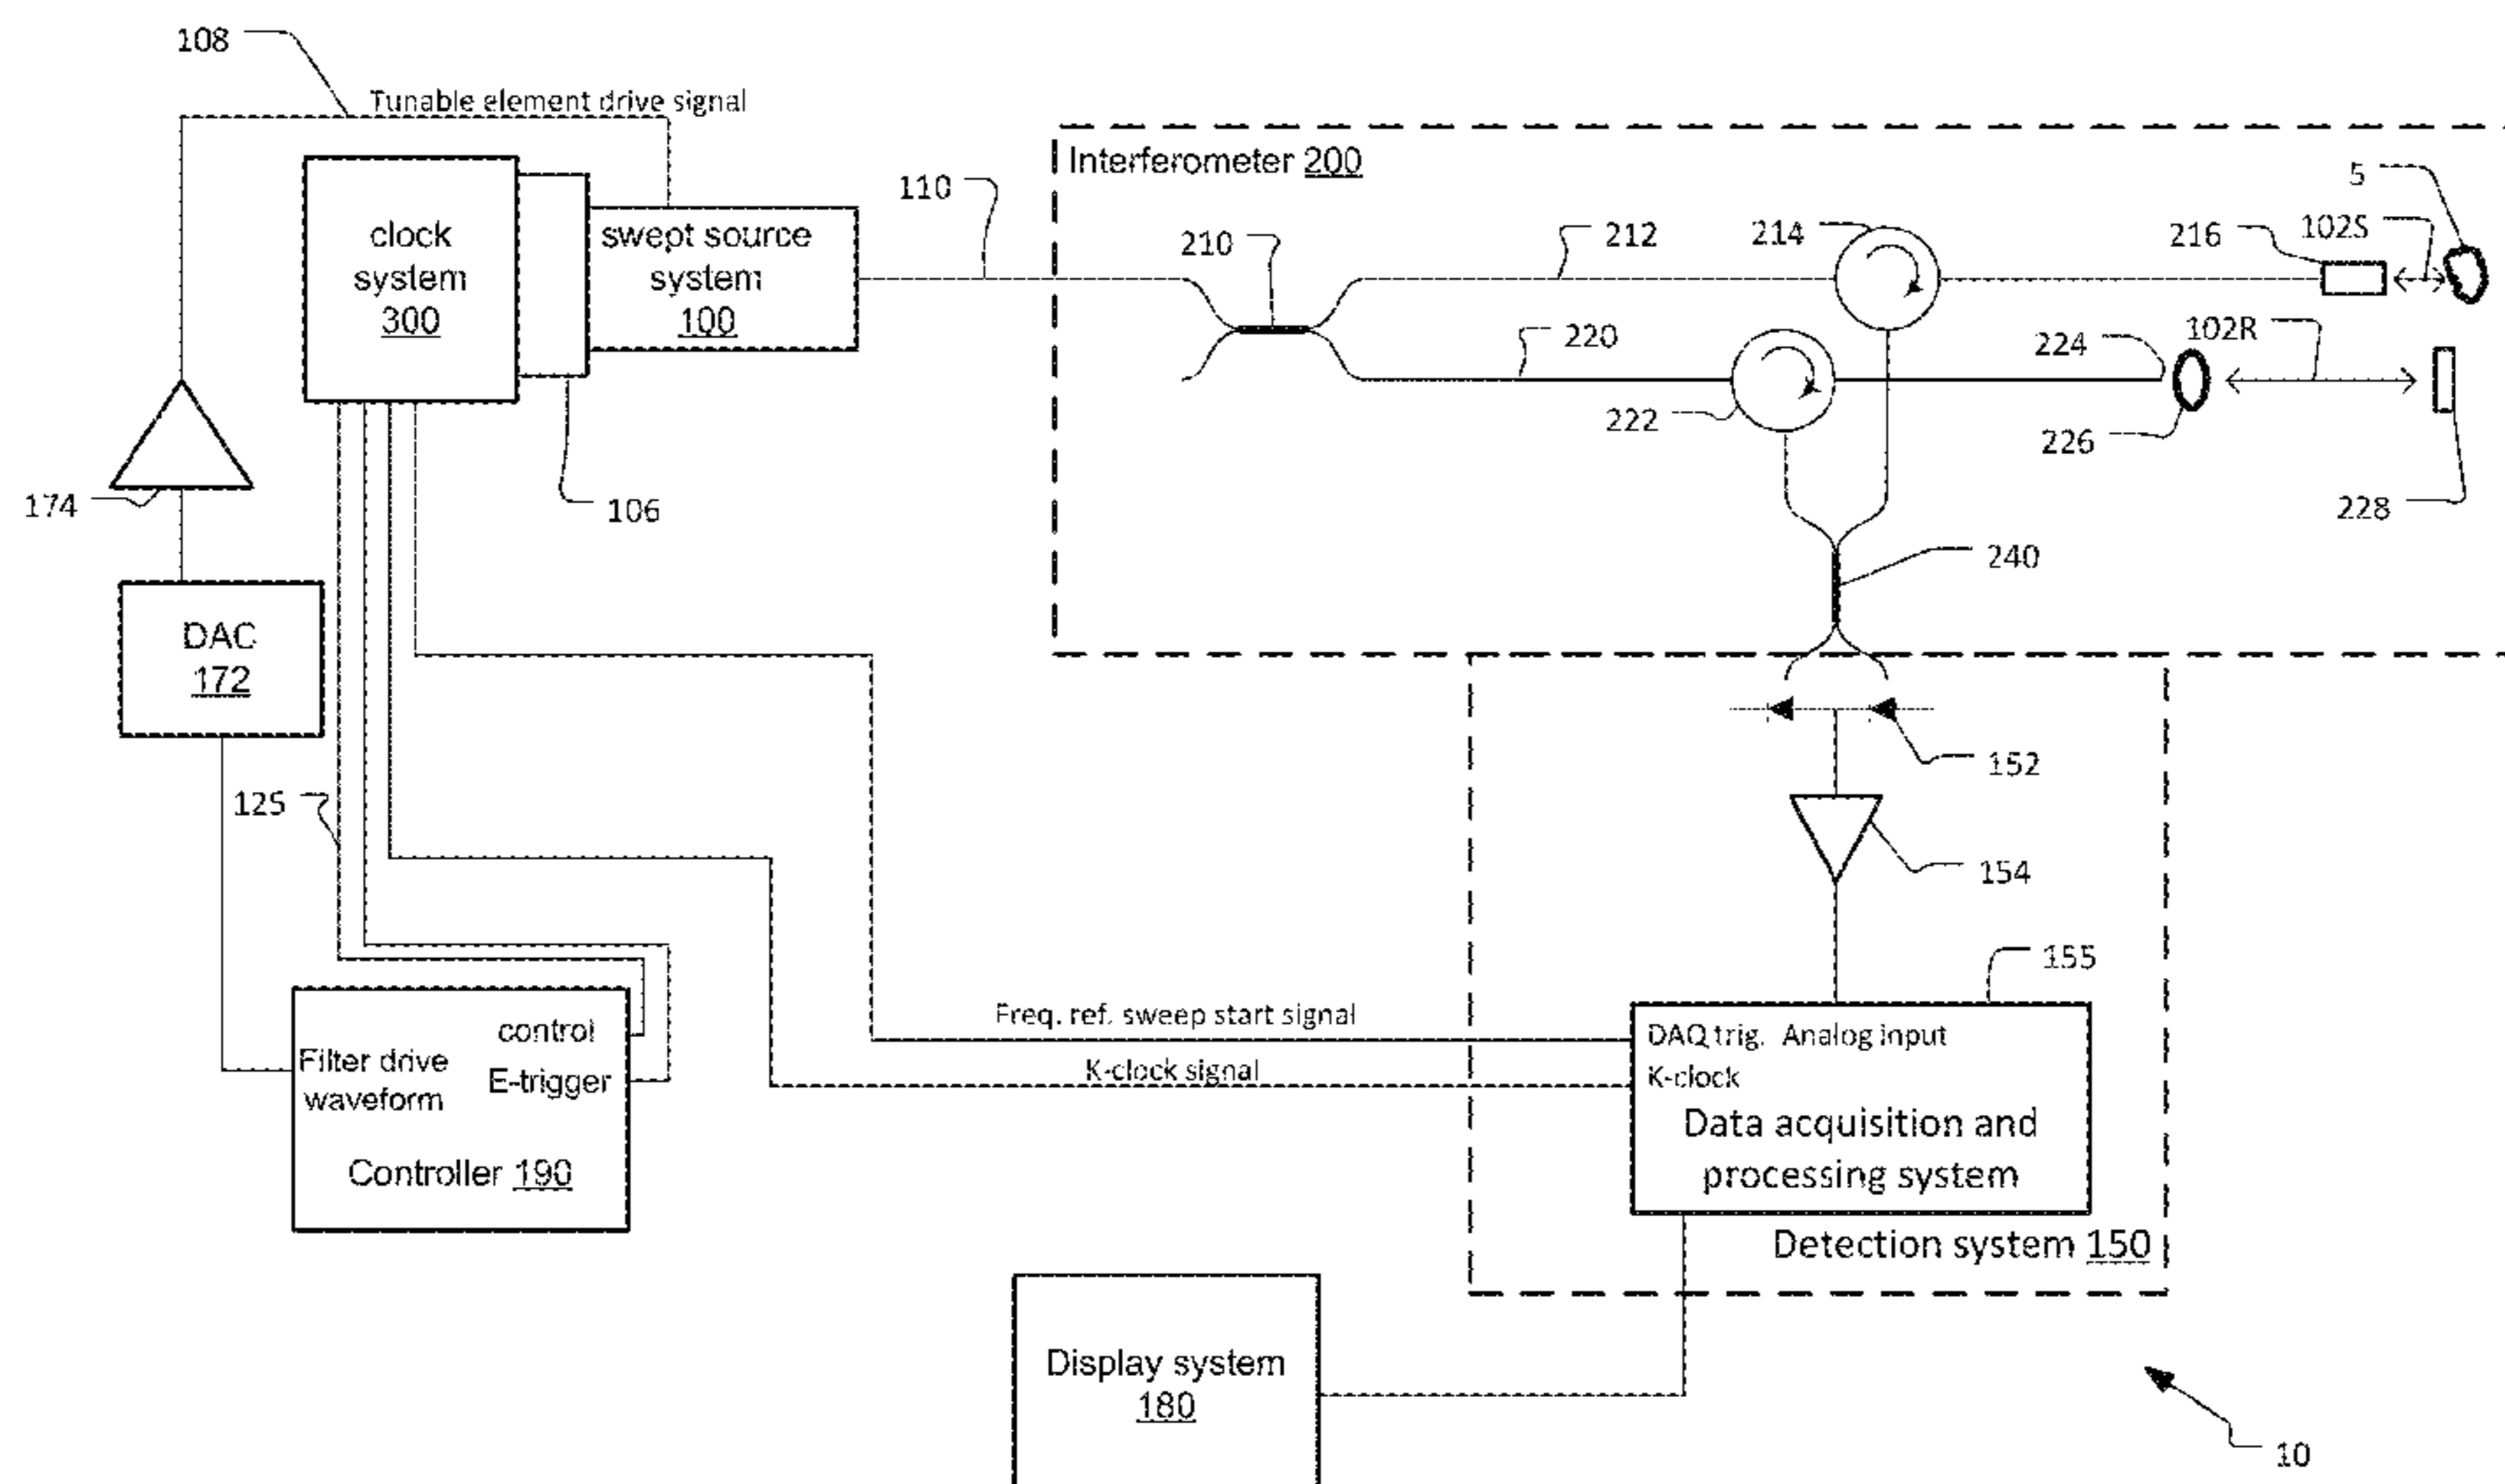 108
Tunable element drive signal
Interferometer 200
5
110
102S
clock
system
300
swept source
system
100
210
212
214
216
220
224
102R
222
226
174
106
228
240
DAC
172
152
125
154
155
Freq. ref. sweep start signal
DAQ trig. Analog input
control
Filter drive
waveform
E-trigger
K-clock signal
K-clock
Data acquisition and
processing system
Controller 190
Detection system 150
Display system
180
10